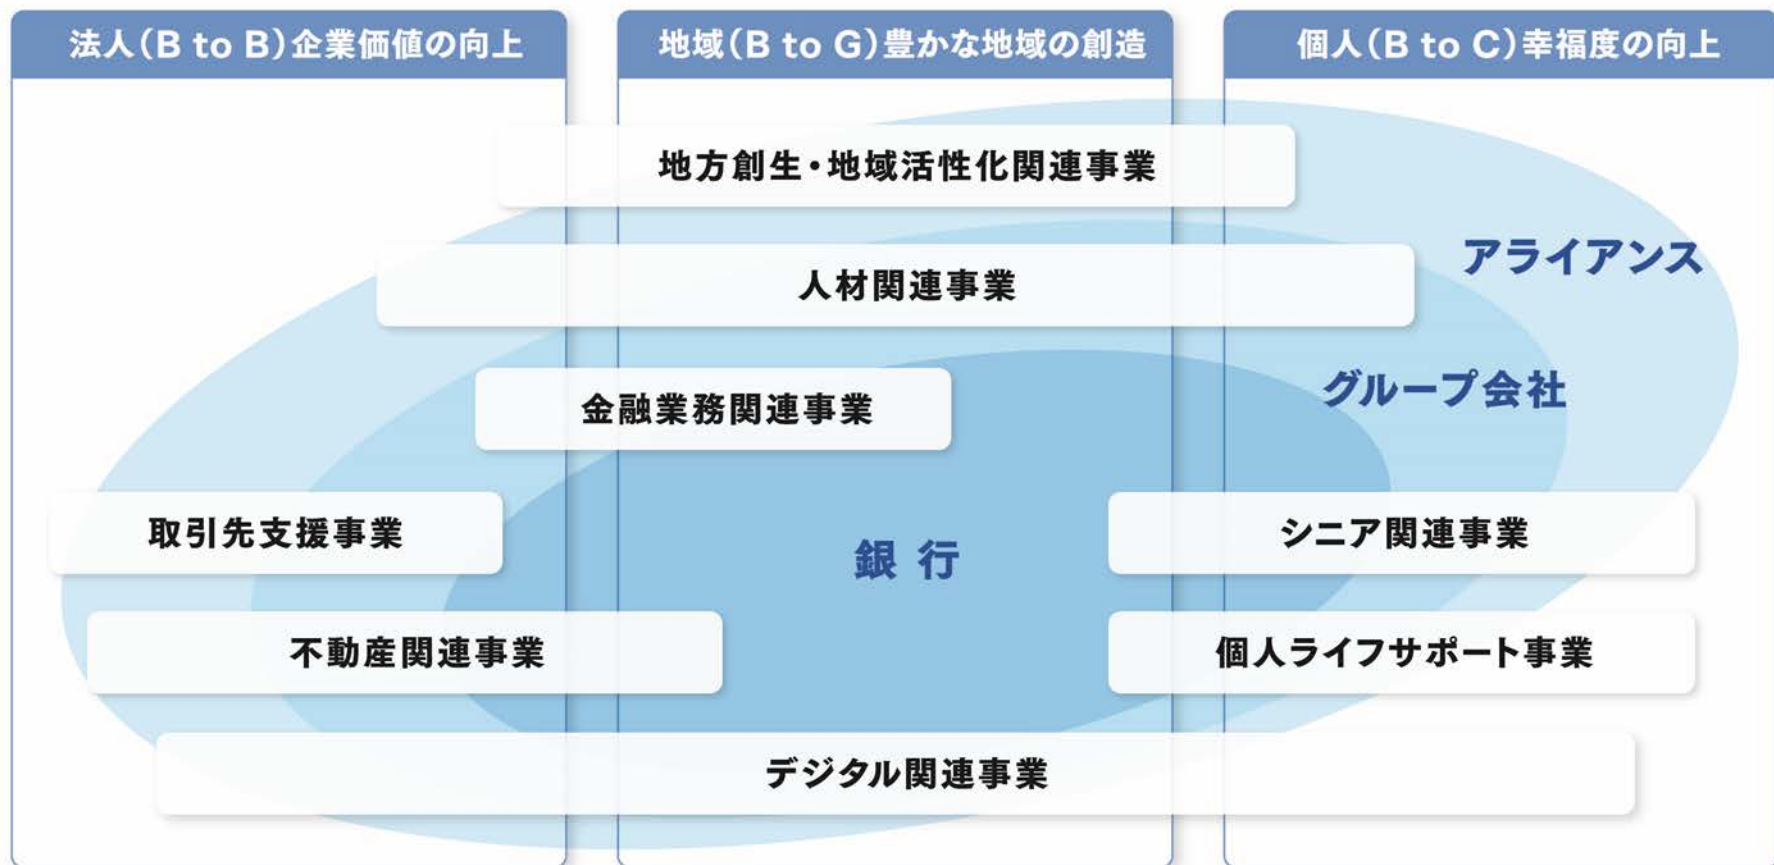 法人（B to B）企業価値の向上
地域（B to G）豊かな地域の創造
個人（B to C）幸福度の向上
地方創生・地域活性化関連事業
アライアンス
人材関連事業
グループ会社
金融業務関連事業
取引先支援事業
銀行
シニア関連事業
不動産関連事業
個人ライフサポート事業
デジタル関連事業